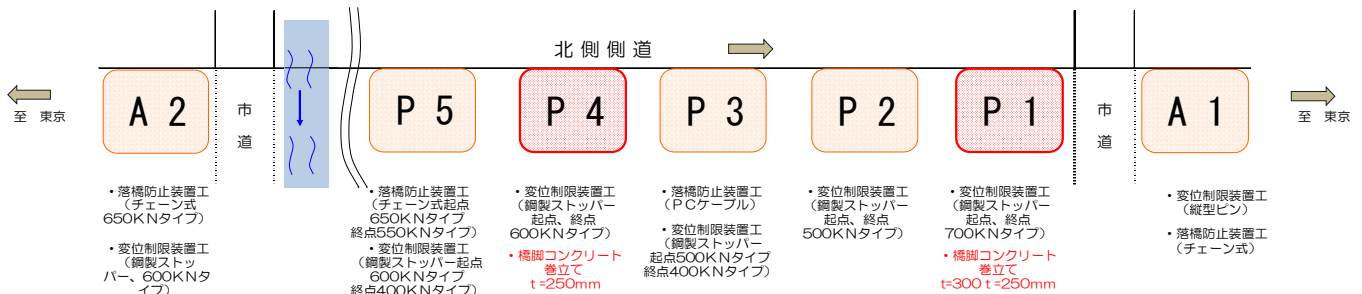 北側側道
至 東京
A 2
市
道
P 5
P 4
P 3
P 2
P 1
市
道
A 1
至 東京
・落橋防止装置工
（チェーン式
650KNタイプ）
・変位制限装置工
（鋼製ストッ
パー、600KNタ
イプ）
・落橋防止装置工
（チェーン式起点
650KNタイプ
終点550KNタイプ）
・変位制限装置工
（鋼製ストッパー起点
600KNタイプ
終点400KNタイプ）
・変位制限装置工
（鋼製ストッパー
起点、終点
600KNタイプ）
・橋脚コンクリート
巻立て
t=250mm
・落橋防止装置工
（PCケーブル）
・変位制限装置工
（鋼製ストッパー
起点500KNタイプ
終点400KNタイプ）
・変位制限装置工
（鋼製ストッパー
起点、終点
500KNタイプ）
・変位制限装置工
（鋼製ストッパー
起点、終点
700KNタイプ）
・橋脚コンクリート
巻立て
t=300 t=250mm
・変位制限装置工
（縦型ピン）
・落橋防止装置工
（チェーン式）